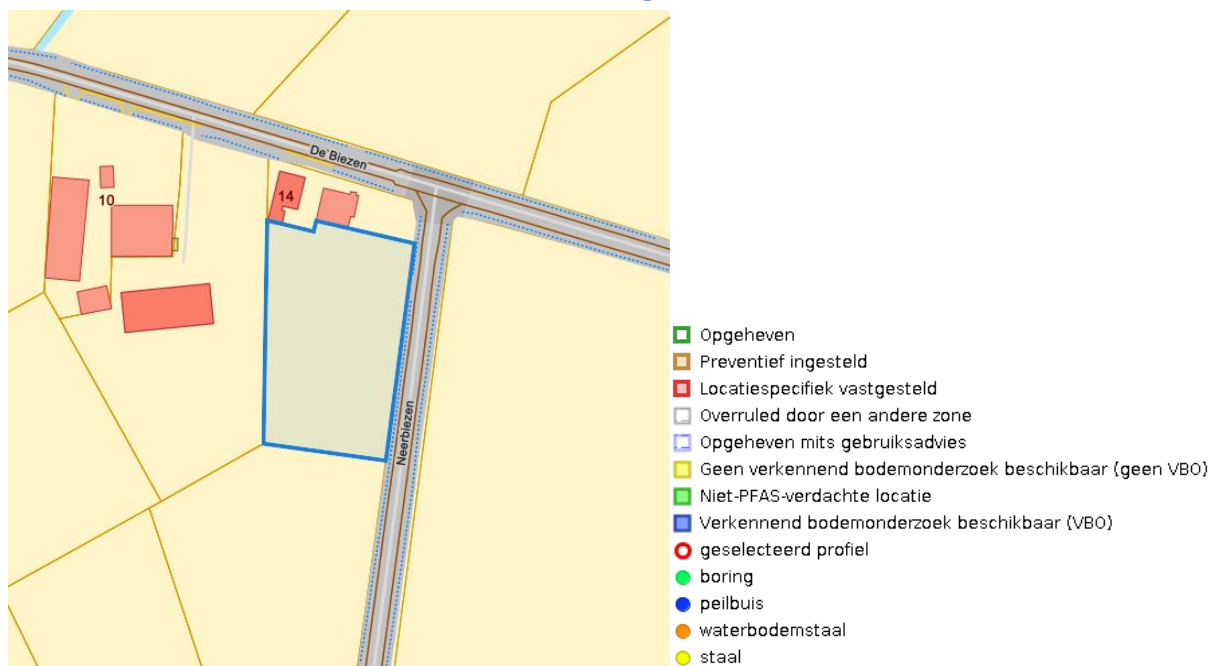 De Biezen
14
10
Neerbiezen
Opgeheven
Preventief ingesteld
Locatiespecifiek vastgesteld
Overruled door een andere zone
Opgeheven mits gebruiksadvies
Geen verkennend bodemonderzoek beschikbaar (geen VBO)
Niet-PFAS-verdachte locatie
Verkennend bodemonderzoek beschikbaar (VBO)
geselecteerd profiel
boring
peilbuis
waterbodemstaal
staal